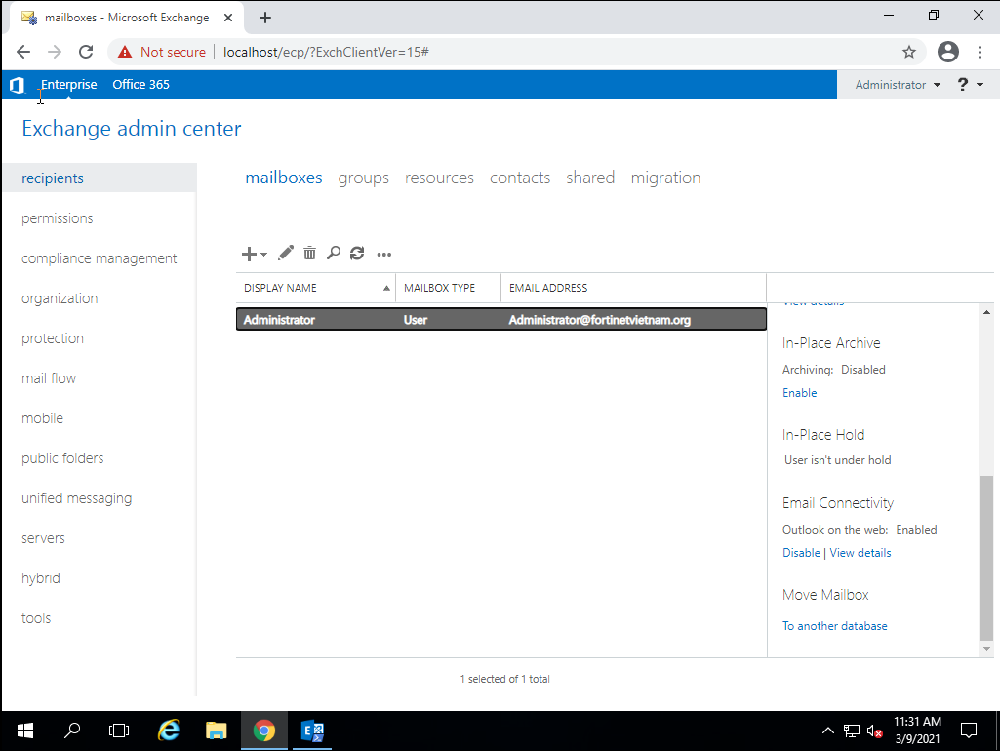 mailboxes - Microsoft Exchange
Not secure localhost/ecp/?ExchClientVer=15#
Enterprise Office 365 Administrator ?
Exchange admin center
recipients
permissions
compliance management
organization
protection
mail flow
mobile
public folders
unified messaging
servers
hybrid
tools
mailboxes groups resources contacts shared migration
DISPLAY NAME MAILBOX TYPE EMAIL ADDRESS
Administrator User Administrator@fortinetvietnam.org
View details
In-Place Archive
Archiving: Disabled
Enable
In-Place Hold
User isn't under hold
Email Connectivity
Outlook on the web: Enabled
Disable | View details
Move Mailbox
To another database
1 selected of 1 total
11:31 AM
3/9/2021